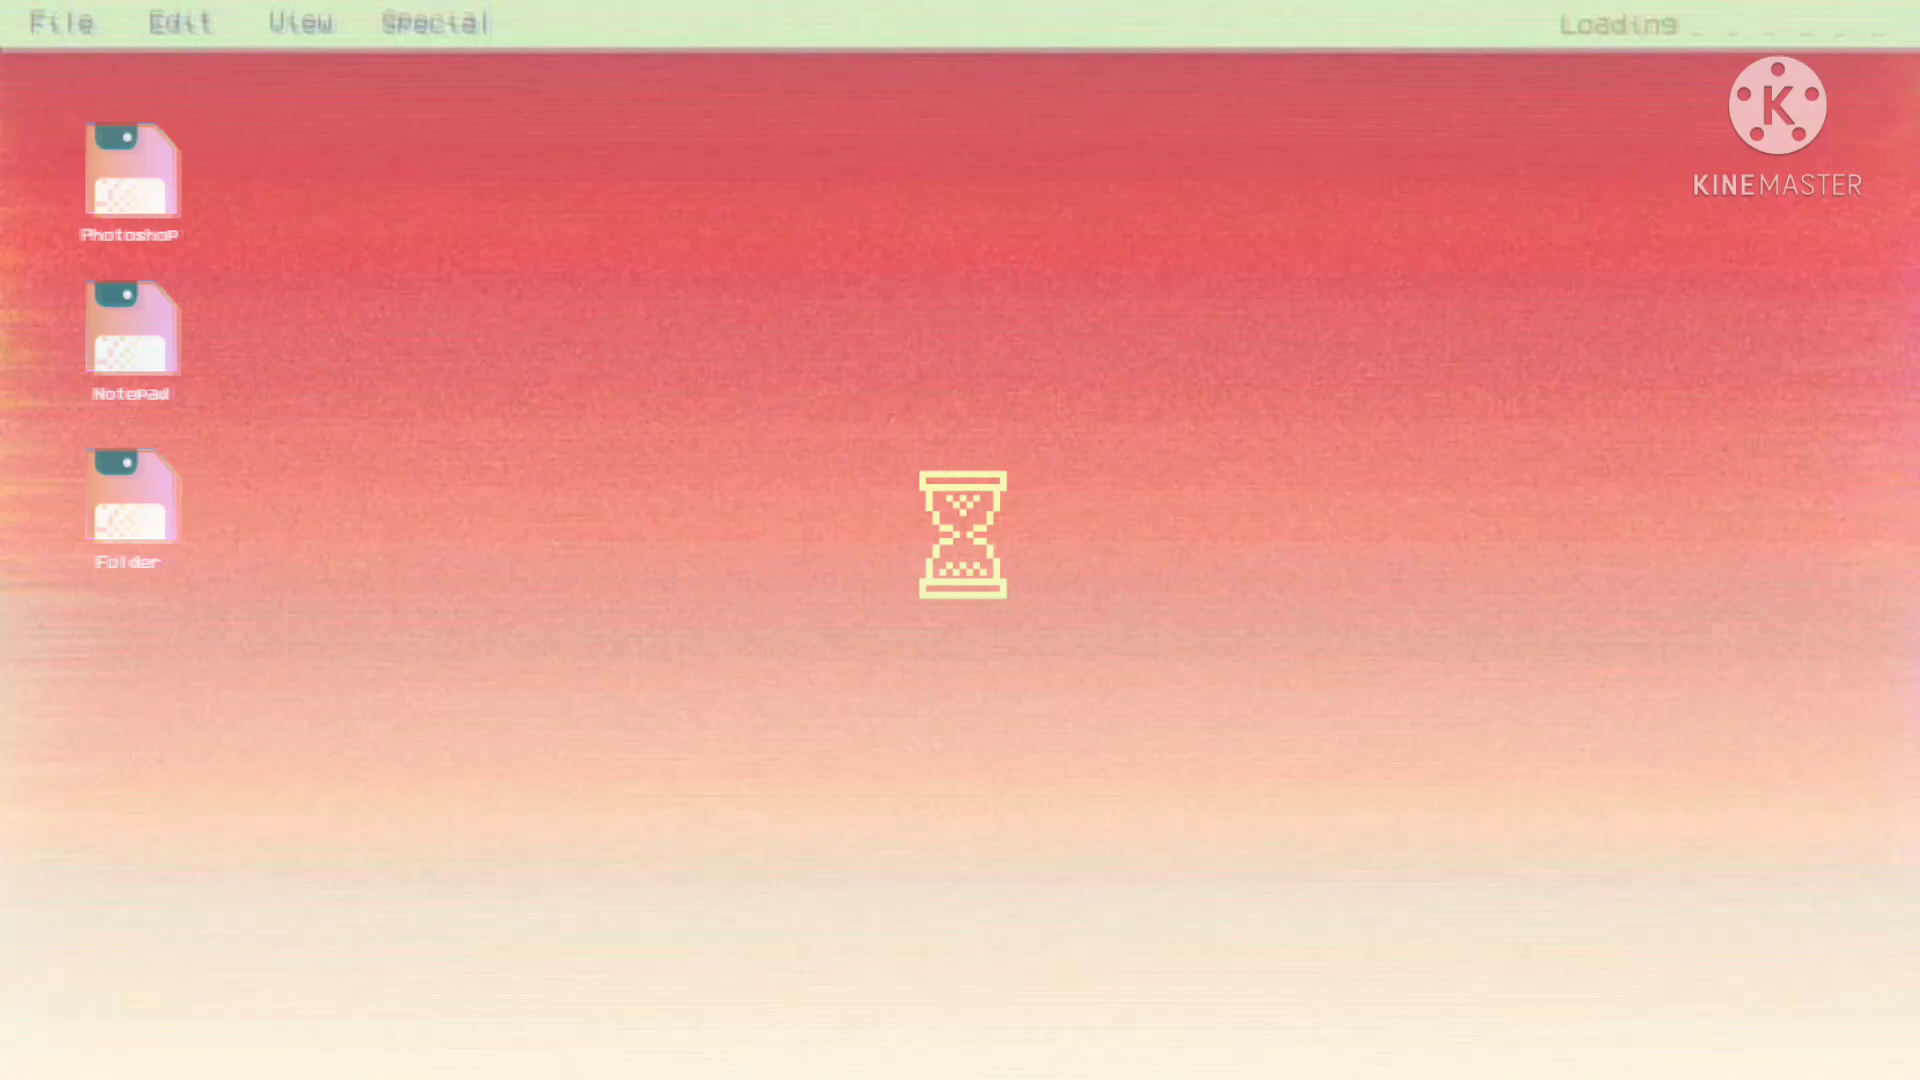 File Edit View Special Loading _ _ _ _ _ _
K
KINEMASTER
Photoshop
Notepad
Folder